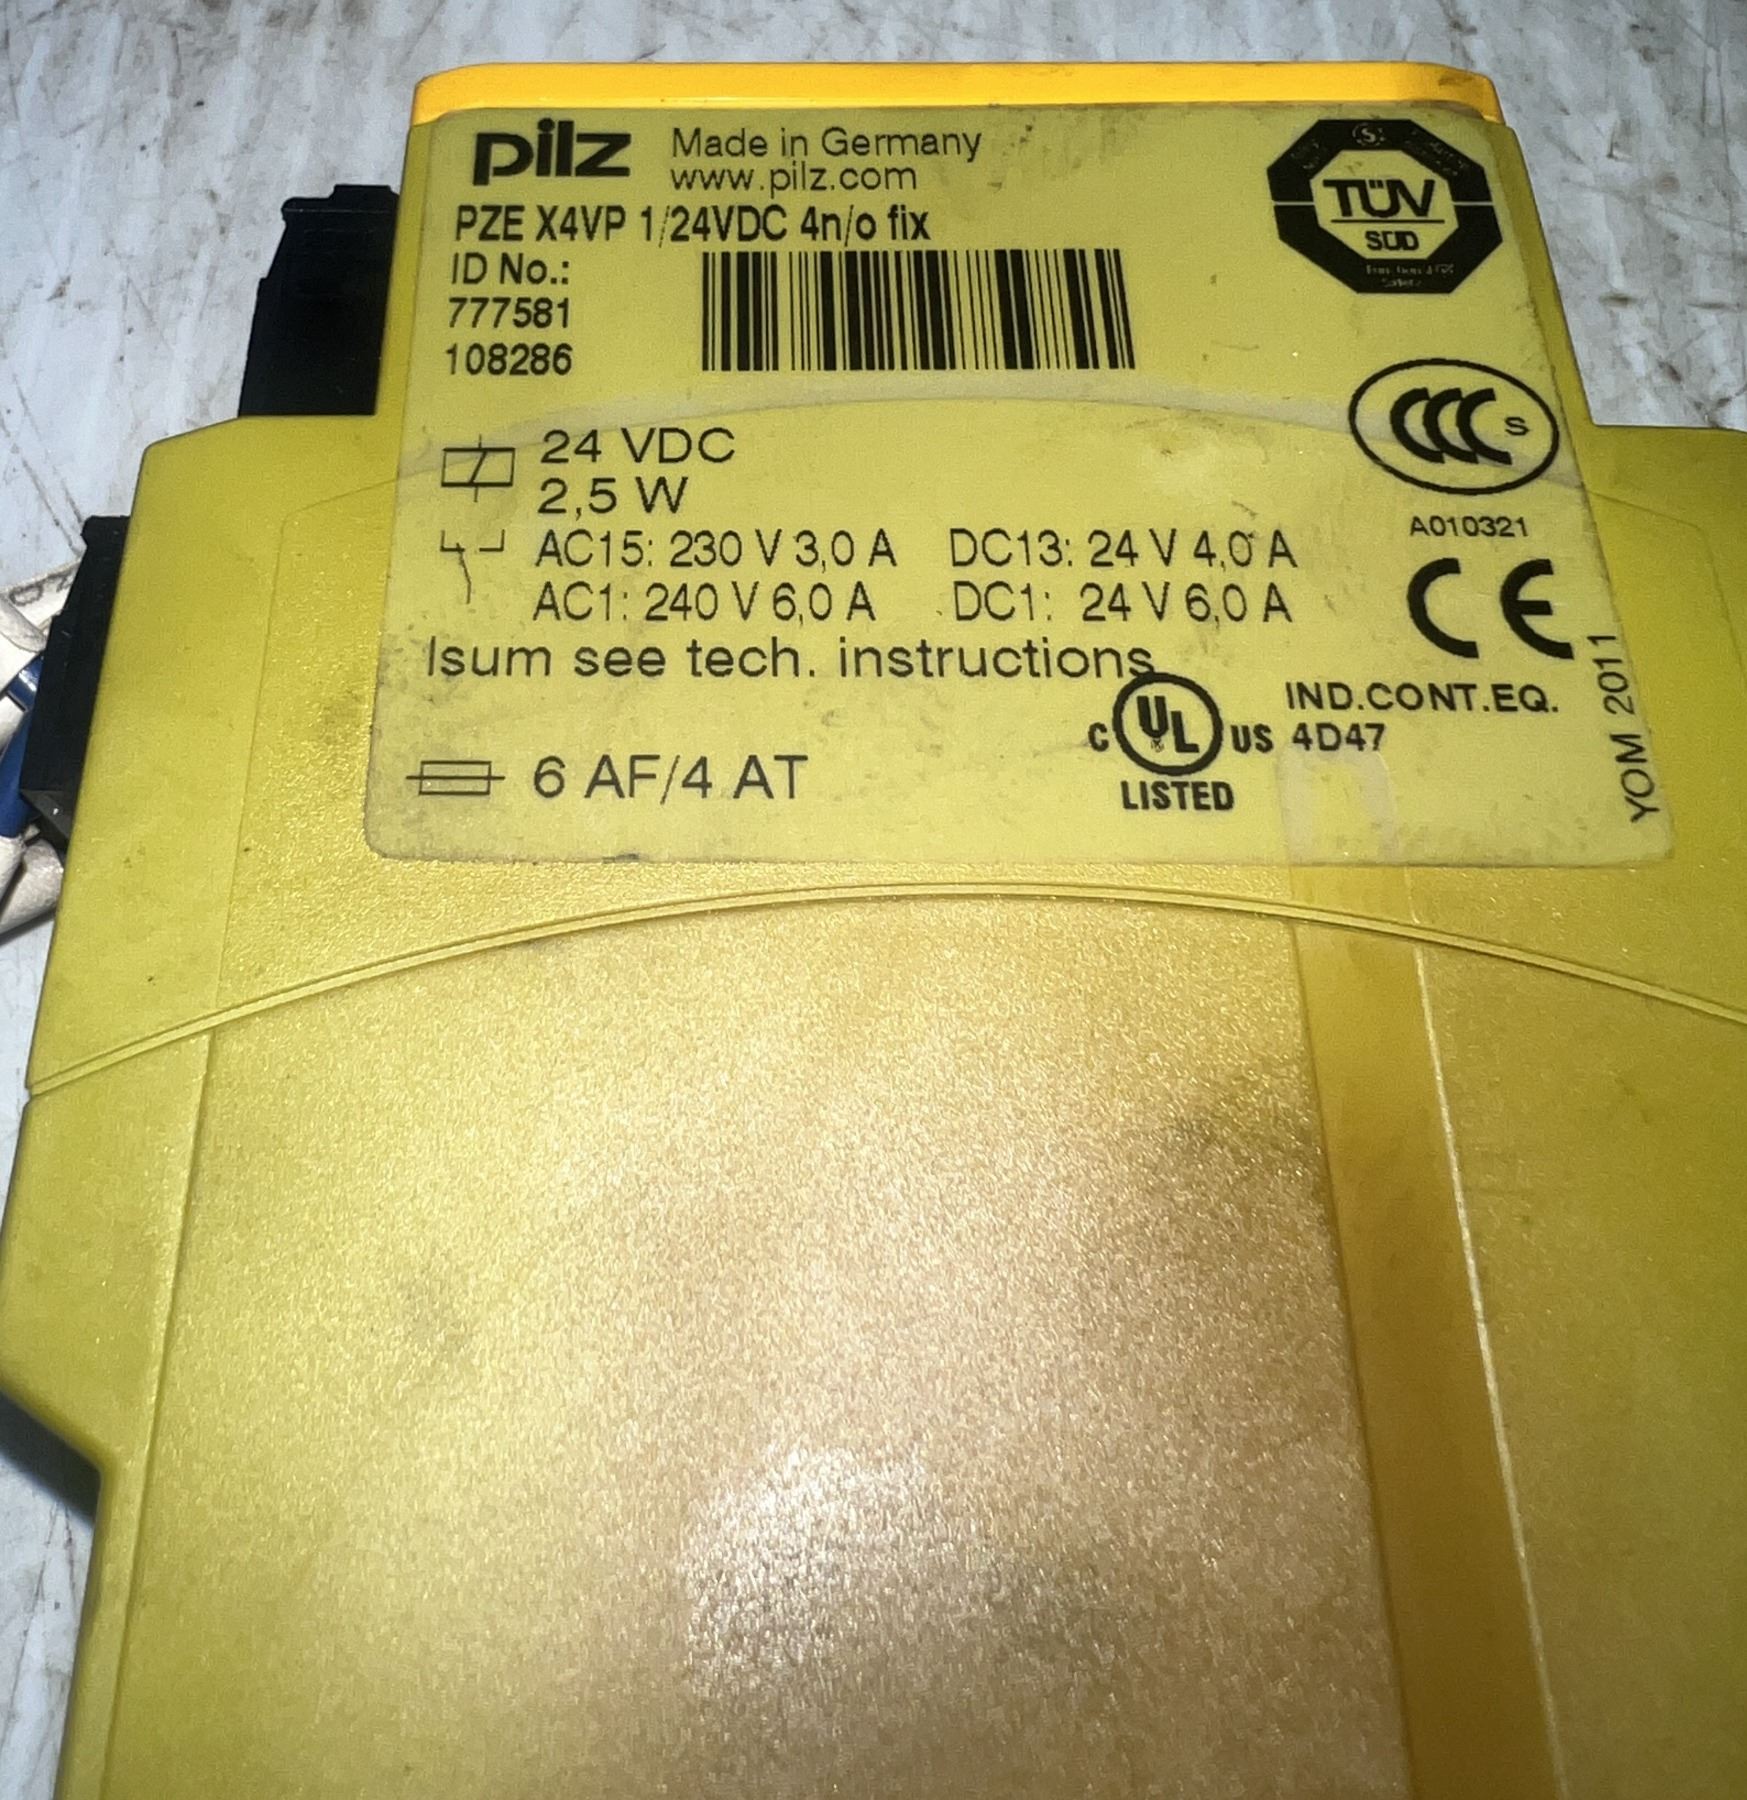 pilz Made in Germany
www.pilz.com
PZE X4VP 1/24VDC 4n/o fix
ID No.:
777581
108286
TÜV
SÜD
CCC S
A010321
24 VDC
2,5 W
AC15: 230 V 3,0 A DC13: 24 V 4,0 A
AC1: 240 V 6,0 A DC1: 24 V 6,0 A
CE
Isum see tech. instructions
C UL US IND.CONT.EQ.
4D47
LISTED
6 AF/4 AT
YOM 2011